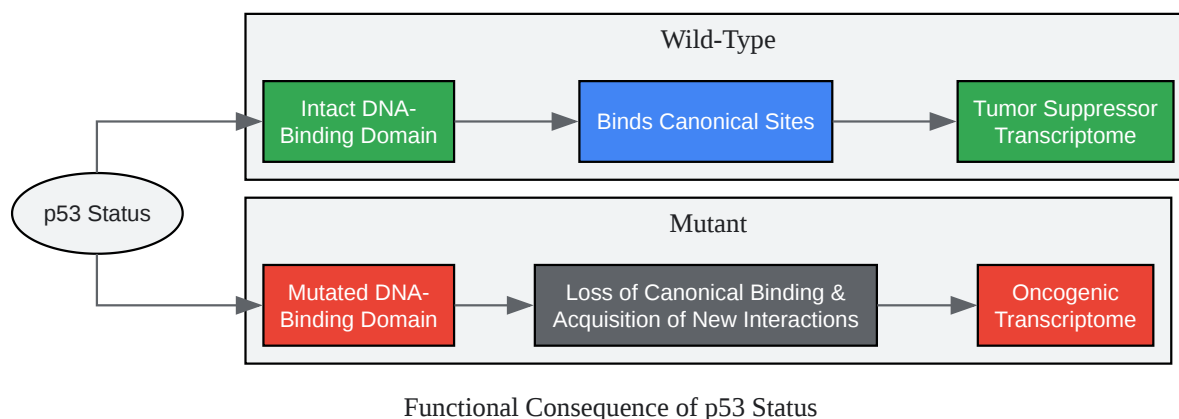 Wild-Type
Intact DNA-
Binding Domain
Binds Canonical Sites
Tumor Suppressor
Transcriptome
p53 Status
Mutant
Mutated DNA-
Binding Domain
Loss of Canonical Binding &
Acquisition of New Interactions
Oncogenic
Transcriptome
Functional Consequence of p53 Status